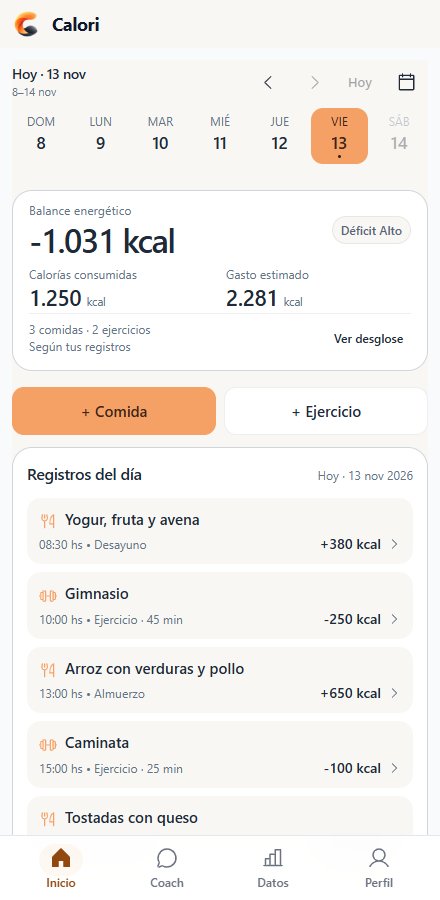 Calori
Hoy · 13 nov
8–14 nov
Hoy
DOM LUN MAR MIÉ JUE VIE SÁB
8 9 10 11 12 13 14
Balance energético
-1.031 kcal
Déficit Alto
Calorías consumidas
1.250 kcal
Gasto estimado
2.281 kcal
3 comidas · 2 ejercicios
Según tus registros
Ver desglose
+ Comida
+ Ejercicio
Registros del día
Hoy · 13 nov 2026
Yogur, fruta y avena
08:30 hs • Desayuno
+380 kcal
Gimnasio
10:00 hs • Ejercicio · 45 min
-250 kcal
Arroz con verduras y pollo
13:00 hs • Almuerzo
+650 kcal
Caminata
15:00 hs • Ejercicio · 25 min
-100 kcal
Tostadas con queso
Inicio
Coach
Datos
Perfil